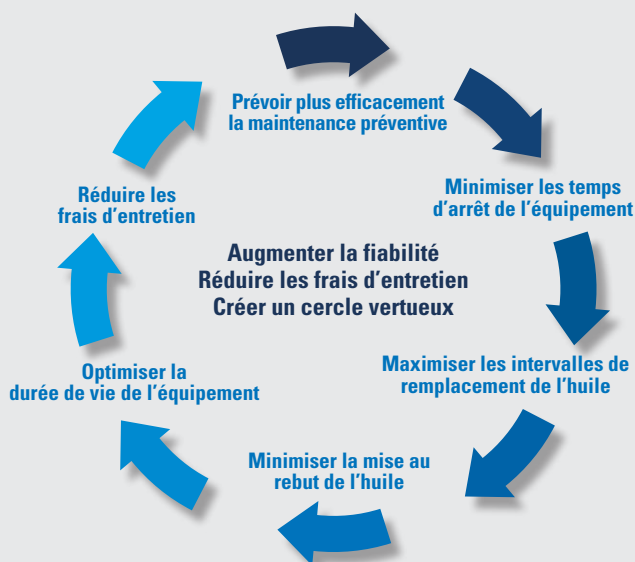 Prévoir plus efficacement
la maintenance préventive
Minimiser les temps
d'arrêt de l'équipement
Maximiser les intervalles de
remplacement de l'huile
Minimiser la mise au
rebut de l'huile
Optimiser la
durée de vie de l'équipement
Réduire les
frais d'entretien
Augmenter la fiabilité
Réduire les frais d'entretien
Créer un cercle vertueux